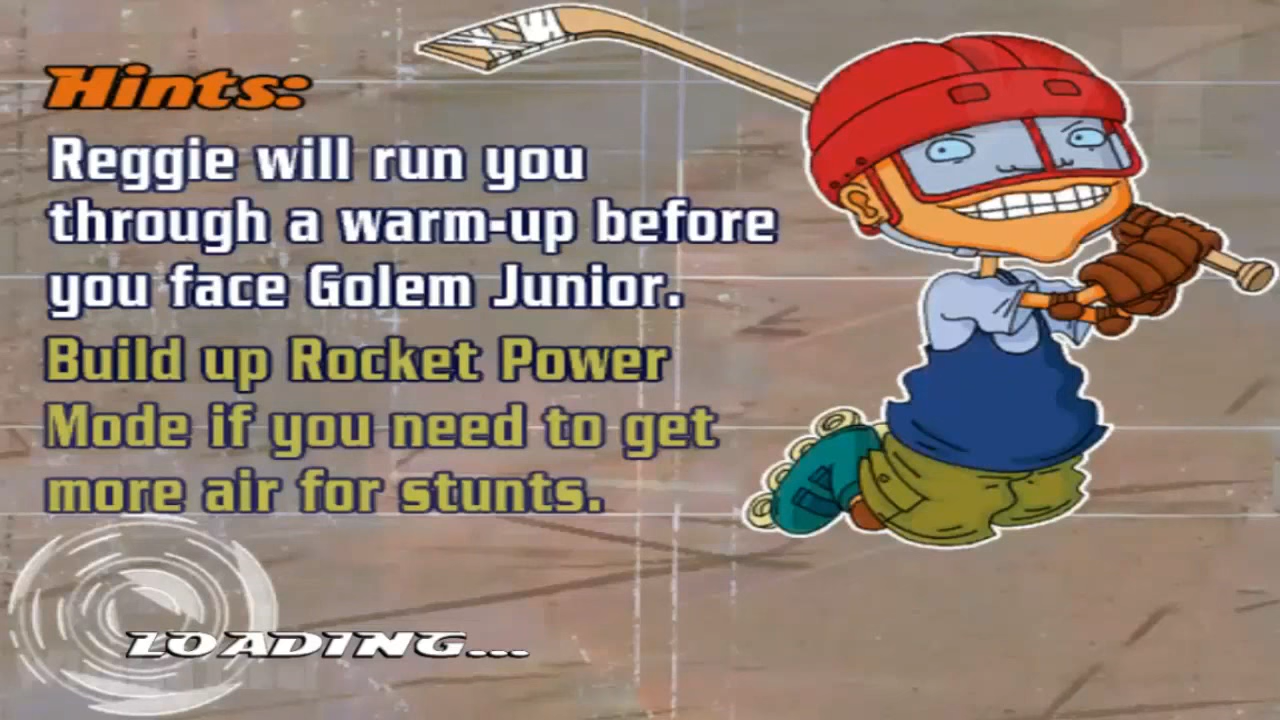 Hints:
Reggie will run you
through a warm-up before
you face Golem Junior.
Build up Rocket Power
Mode if you need to get
more air for stunts.
LOADING...